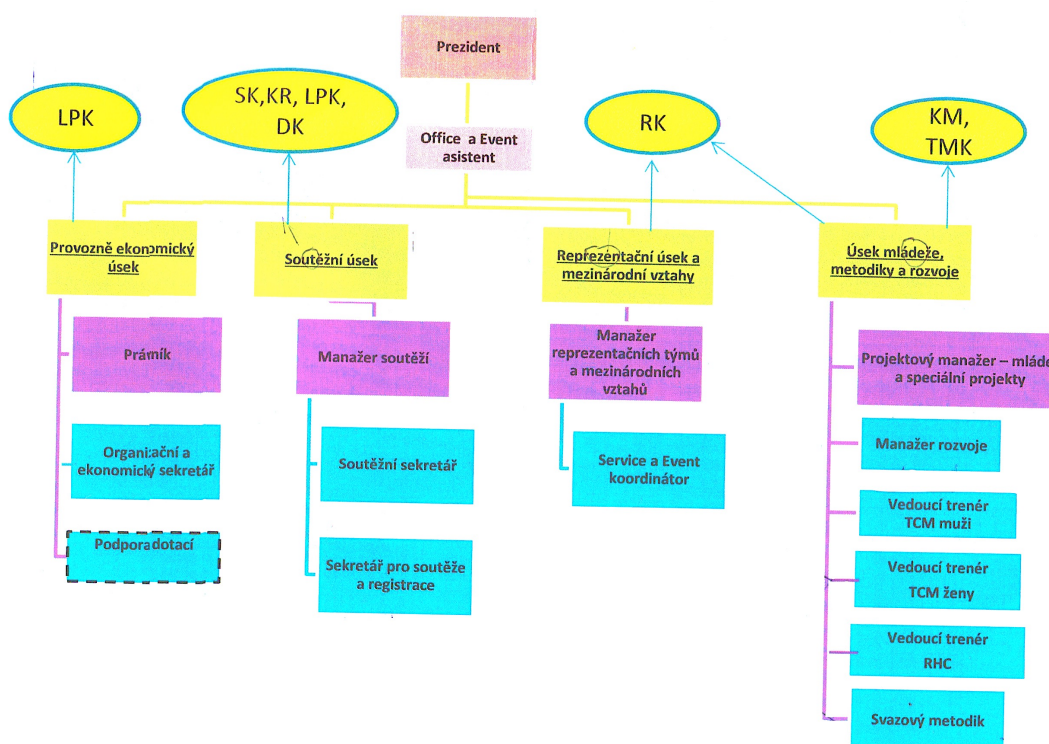 Prezident
LPK
SK,KR, LPK,
DK
RK
KM,
TMK
Office a Event
asistent
Provozně ekonomický
úsek
Soutěžní úsek
Reprezentační úsek a
mezinárodní vztahy
Úsek mládeže,
metodiky a rozvoje
Právník
Organizační a
ekonomický sekretář
Podpora dotací
Manažer soutěží
Soutěžní sekretář
Sekretář pro soutěže
a registrace
Manažer
reprezentačních týmů
a mezinárodních
vztahů
Service a Event
koordinátor
Projektový manažer – mláde
a speciální projekty
Manažer rozvoje
Vedoucí trenér
TCM muži
Vedoucí trenér
TCM ženy
Vedoucí trenér
RHC
Svazový metodik